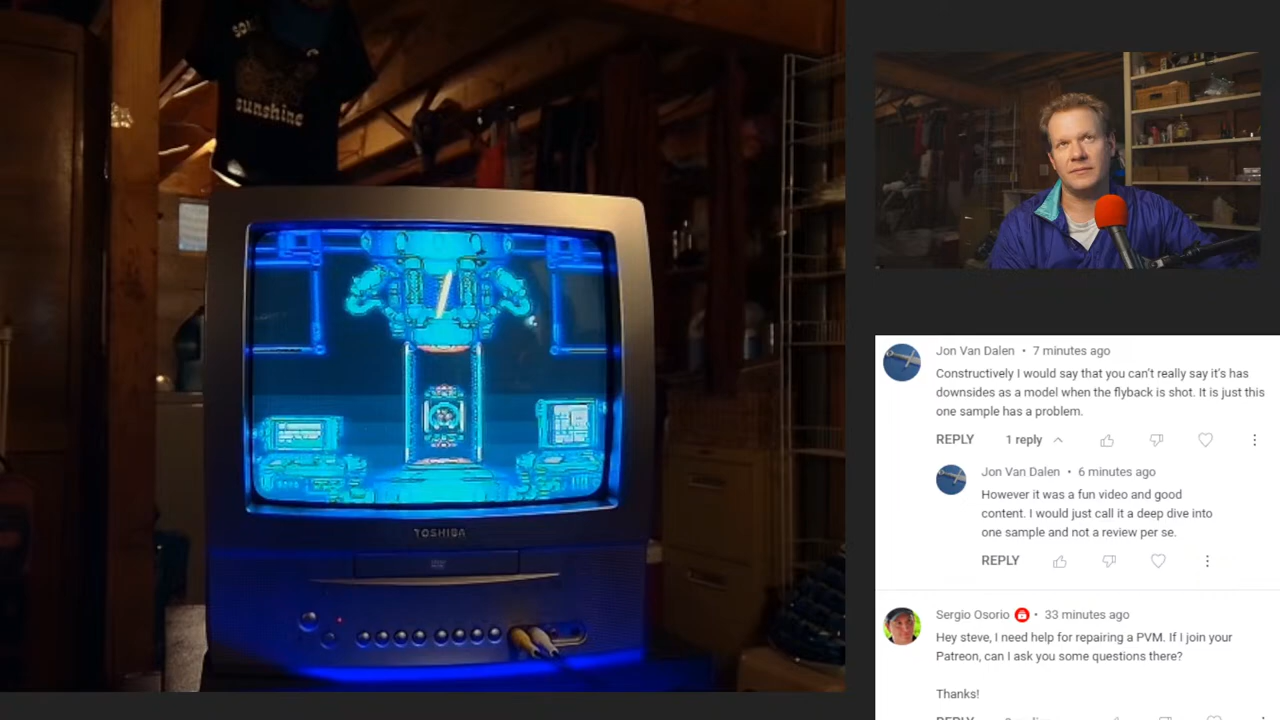 SOL
sunshine
TOSHIBA
Jon Van Dalen • 7 minutes ago
Constructively I would say that you can’t really say it’s has
downsides as a model when the flyback is shot. It is just this
one sample has a problem.
REPLY 1 reply
Jon Van Dalen • 6 minutes ago
However it was a fun video and good
content. I would just call it a deep dive into
one sample and not a review per se.
REPLY
Sergio Osorio • 33 minutes ago
Hey steve, I need help for repairing a PVM. If I join your
Patreon, can I ask you some questions there?
Thanks!
REPLY